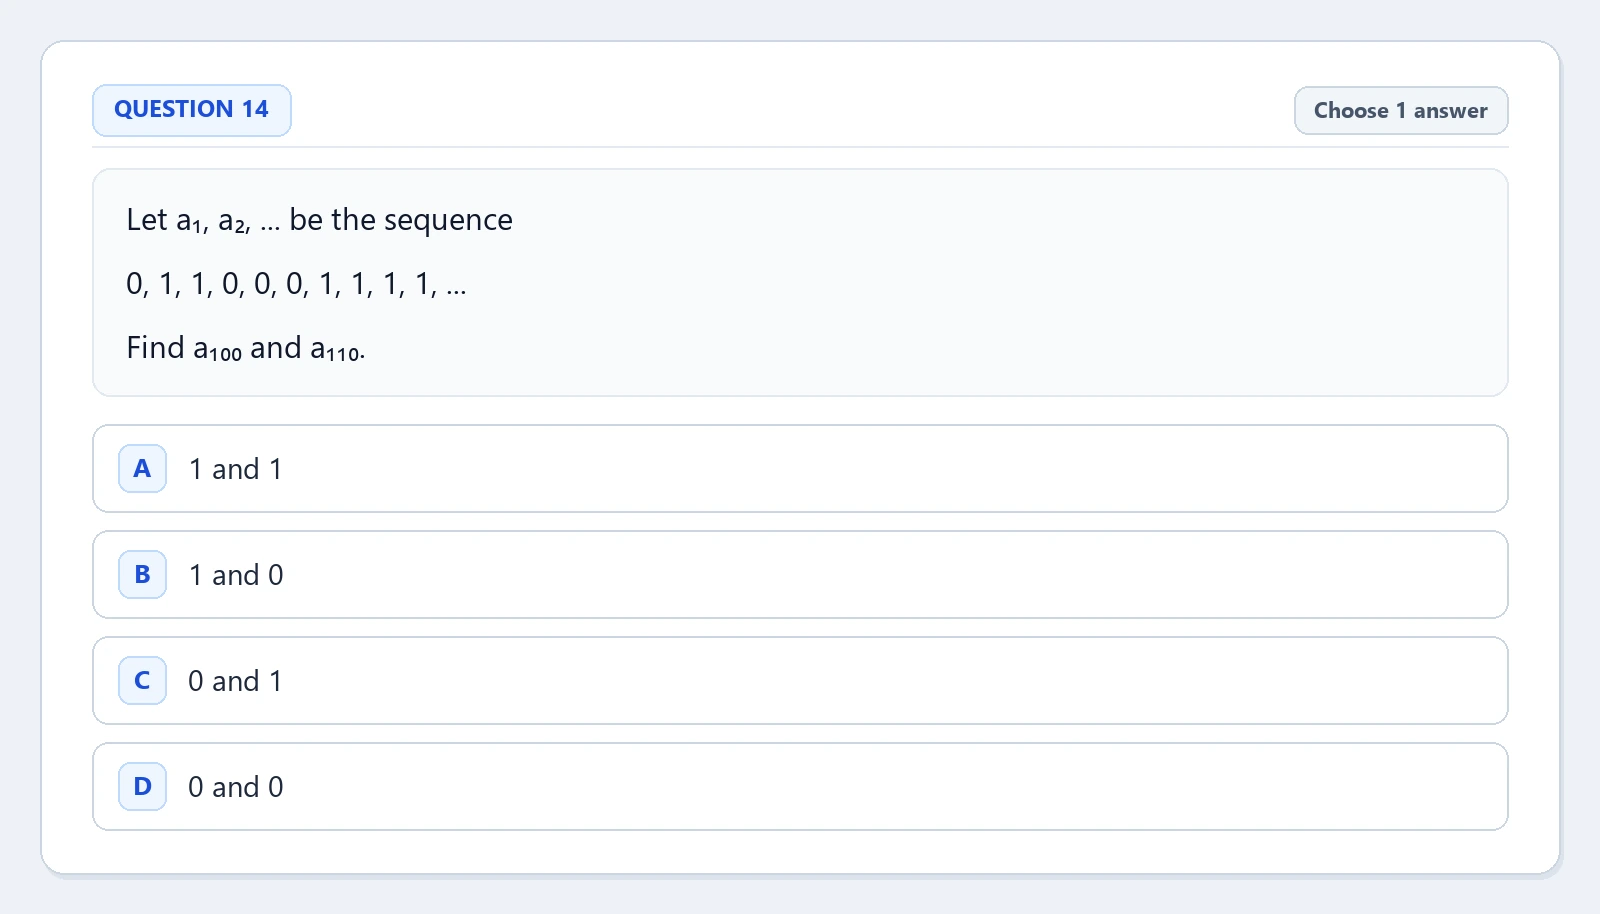 QUESTION 14
Choose 1 answer
Let a₁, a₂, ... be the sequence
0, 1, 1, 0, 0, 0, 1, 1, 1, 1, ...
Find a₁₀₀ and a₁₁₀.
A 1 and 1
B 1 and 0
C 0 and 1
D 0 and 0